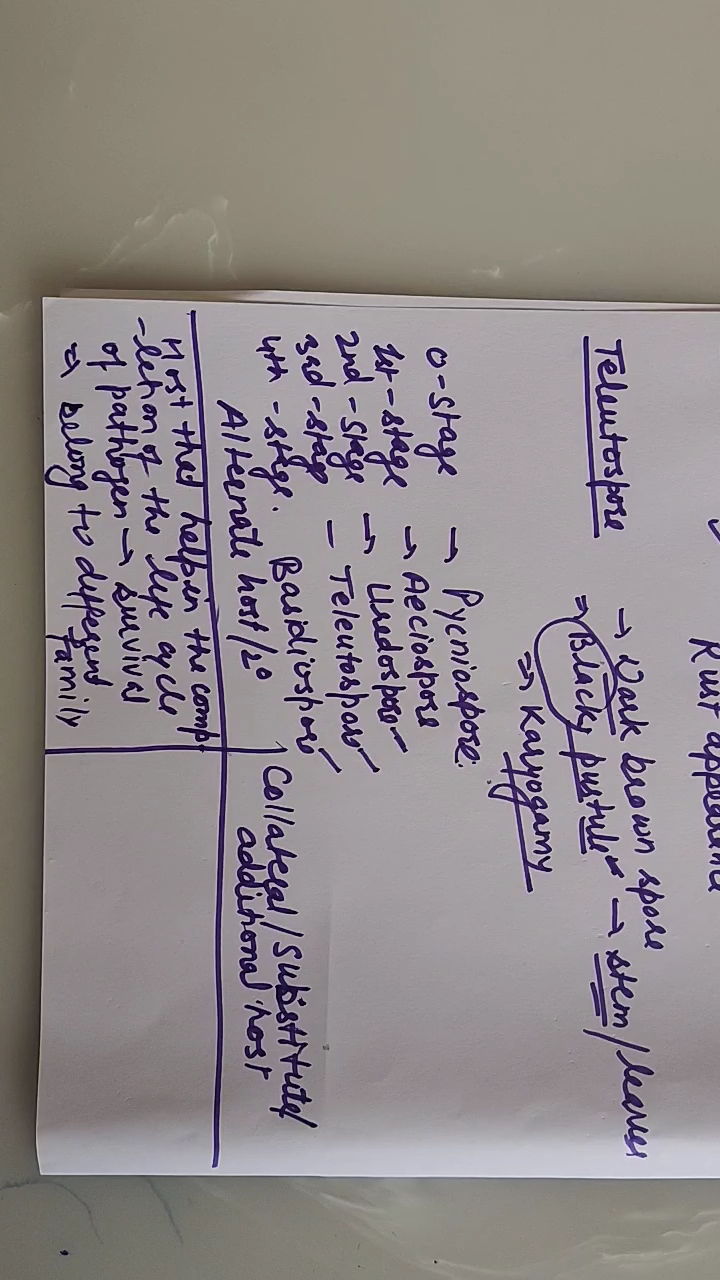 Rust appearance
Teleutospore → Dark brown spore
⇒ Black pustule → stem / leaves
⇒ Karyogamy
0-Stage → Pycniospore.
1st-stage → Aeciospore
2nd-Stage → Uredospore
3rd-stage – Teleutospore
4th-stage. Basidiospore
Alternate host/2°
Collateral/Substitute/
additional host
Host that help in the comp-
-letion of the life cycle
of pathogen → survival
⇒ belong to different
family